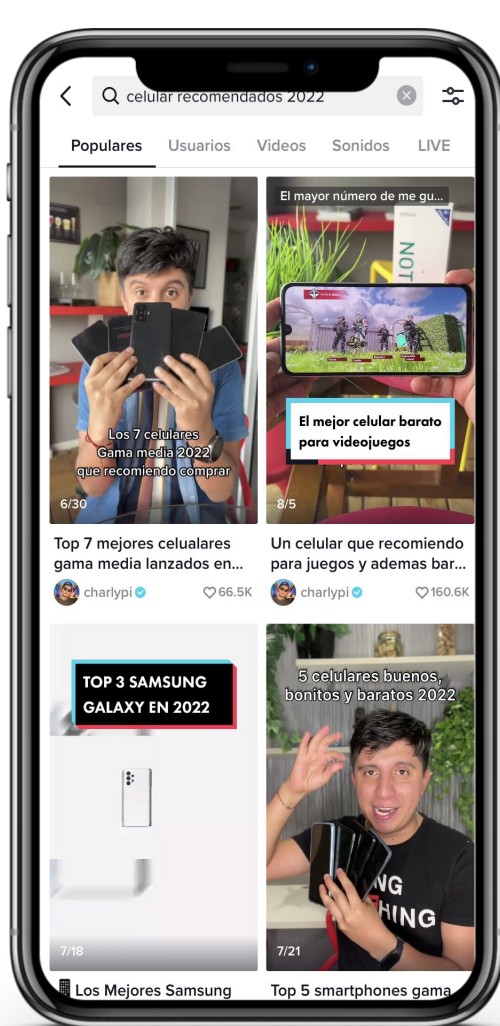 celular recomendados 2022
Populares
Usuarios
Videos
Sonidos
LIVE
Los 7 celulares
Gama media 2022
que recomiendo comprar
6/30
El mayor número de me gu...
NOT
El mejor celular barato
para videojuegos
8/5
Top 7 mejores celualares
gama media lanzados en...
charlypi
66.5K
Un celular que recomiendo
para juegos y ademas bar...
charlypi
160.6K
TOP 3 SAMSUNG
GALAXY EN 2022
7/18
5 celulares buenos,
bonitos y baratos 2022
NG
HING
7/21
Los Mejores Samsung
Top 5 smartphones gama